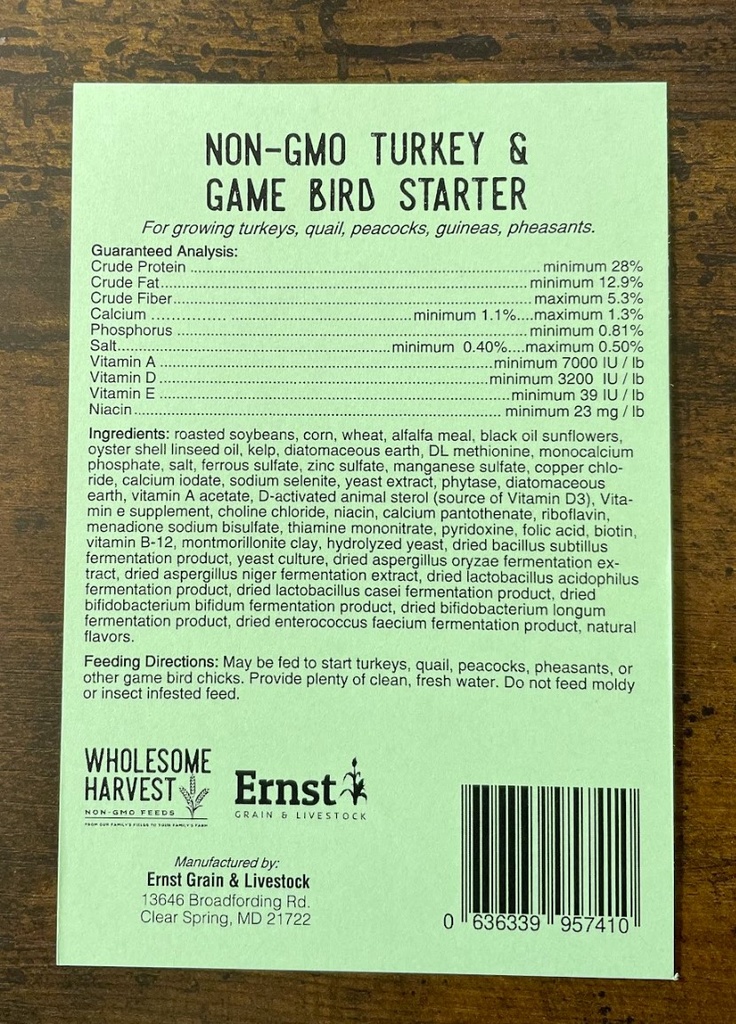 NON-GMO TURKEY &
GAME BIRD STARTER
For growing turkeys, quail, peacocks, guineas, pheasants.
Guaranteed Analysis:
Crude Protein ........ minimum 28%
Crude Fat........ minimum 12.9%
Crude Fiber........ maximum 5.3%
Calcium ........ minimum 1.1%....maximum 1.3%
Phosphorus ........ minimum 0.81%
Salt........minimum 0.40%....maximum 0.50%
Vitamin A ........minimum 7000 IU / lb
Vitamin D ........minimum 3200 IU / lb
Vitamin E ........ minimum 39 IU / lb
Niacin........ minimum 23 mg / lb
Ingredients: roasted soybeans, corn, wheat, alfalfa meal, black oil sunflowers,
oyster shell linseed oil, kelp, diatomaceous earth, DL methionine, monocalcium
phosphate, salt, ferrous sulfate, zinc sulfate, manganese sulfate, copper chlo-
ride, calcium iodate, sodium selenite, yeast extract, phytase, diatomaceous
earth, vitamin A acetate, D-activated animal sterol (source of Vitamin D3), Vita-
min e supplement, choline chloride, niacin, calcium pantothenate, riboflavin,
menadione sodium bisulfate, thiamine mononitrate, pyridoxine, folic acid, biotin,
vitamin B-12, montmorillonite clay, hydrolyzed yeast, dried bacillus subtillus
fermentation product, yeast culture, dried aspergillus oryzae fermentation ex-
tract, dried aspergillus niger fermentation extract, dried lactobacillus acidophilus
fermentation product, dried lactobacillus casei fermentation product, dried
bifidobacterium bifidum fermentation product, dried bifidobacterium longum
fermentation product, dried enterococcus faecium fermentation product, natural
flavors.
Feeding Directions: May be fed to start turkeys, quail, peacocks, pheasants, or
other game bird chicks. Provide plenty of clean, fresh water. Do not feed moldy
or insect infested feed.
WHOLESOME
HARVEST
NON-GMO FEEDS
FROM OUR FAMILY'S FIELDS TO YOUR FAMILY'S FARM
Ernst
GRAIN & LIVESTOCK
Manufactured by:
Ernst Grain & Livestock
13646 Broadfording Rd.
Clear Spring, MD 21722
0 636339 957410